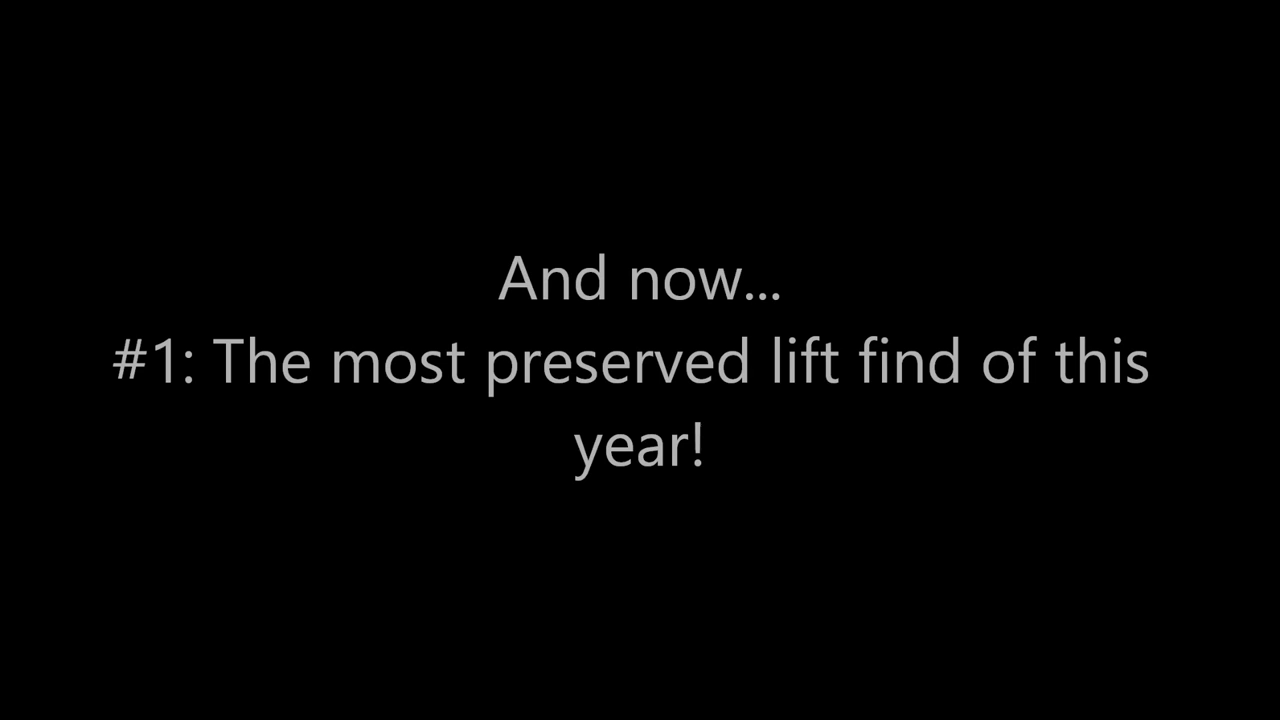 And now...
#1: The most preserved lift find of this
year!